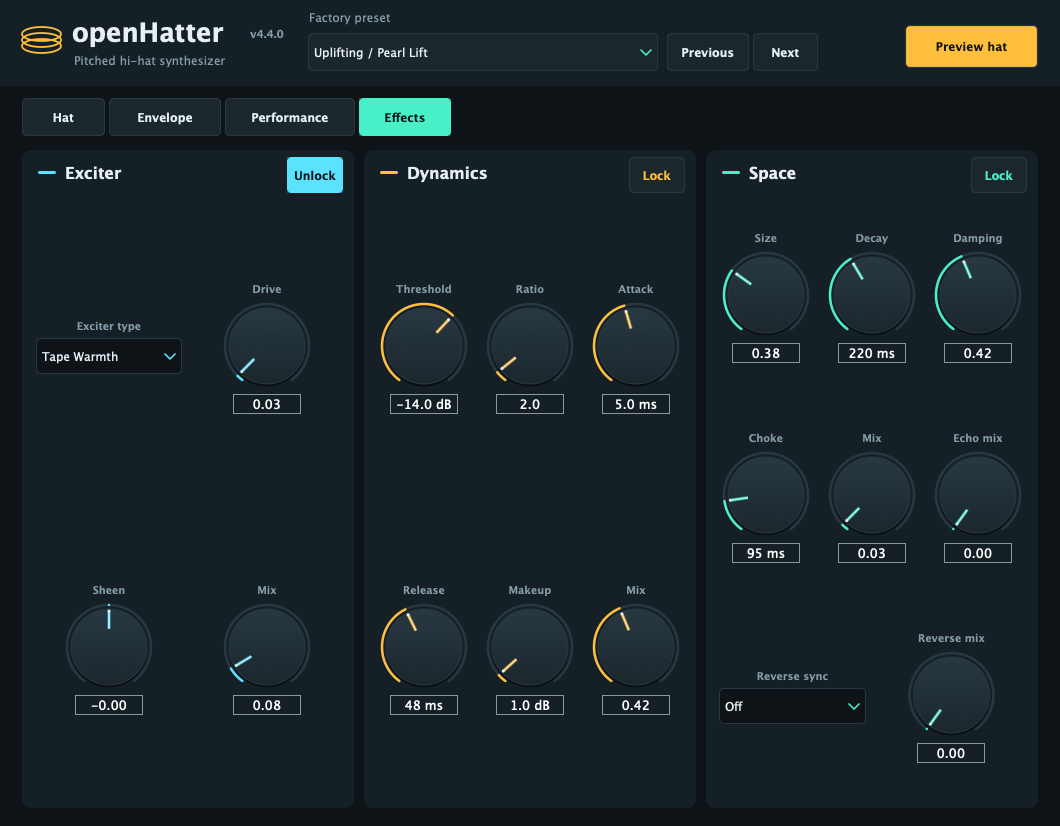 openHatter
v4.4.0
Pitched hi-hat synthesizer
Factory preset
Uplifting / Pearl Lift
Previous
Next
Preview hat
Hat
Envelope
Performance
Effects
Exciter
Unlock
Exciter type
Tape Warmth
Drive
0.03
Sheen
-0.00
Mix
0.08
Dynamics
Lock
Threshold
Ratio
Attack
-14.0 dB
2.0
5.0 ms
Release
Makeup
Mix
48 ms
1.0 dB
0.42
Space
Lock
Size
Decay
Damping
0.38
220 ms
0.42
Choke
Mix
Echo mix
95 ms
0.03
0.00
Reverse sync
Off
Reverse mix
0.00